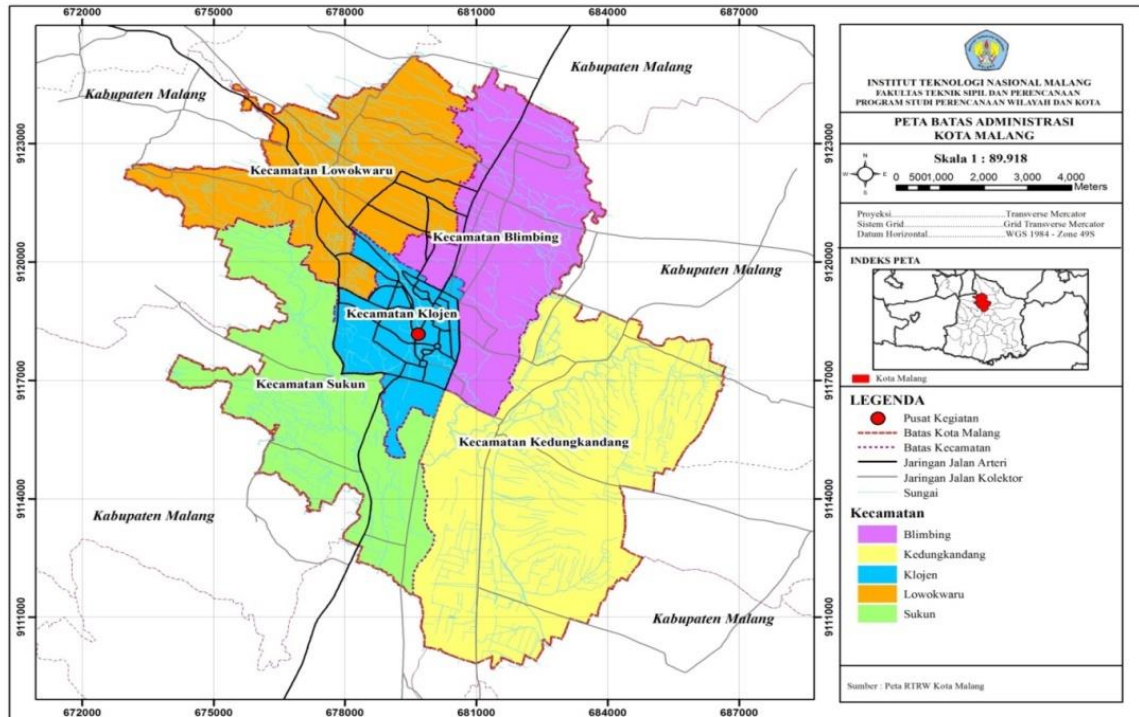 672000 675000 678000 681000 684000 687000
9123000
9120000
9117000
9114000
9111000
Kabupaten Malang
Kabupaten Malang
Kecamatan Lowokwaru
Kecamatan Blimbing
Kabupaten Malang
Kecamatan Klojen
Kecamatan Sukun
Kecamatan Kedungkandang
Kabupaten Malang
Kabupaten Malang
9123000
9120000
9117000
9114000
9111000
672000 675000 678000 681000 684000 687000
INSTITUT TEKNOLOGI NASIONAL MALANG
FAKULTAS TEKNIK SIPIL DAN PERENCANAAN
PROGRAM STUDI PERENCANAAN WILAYAH DAN KOTA
PETA BATAS ADMINISTRASI
KOTA MALANG
Skala 1 : 89.918
N
W E
S
0 5001,000 2,000 3,000 4,000
Meters
Proyeksi...........................Transverse Mercator
Sistem Grid...........................Grid Transverse Mercator
Datum Horizontal...........................WGS 1984 - Zone 49S
INDEKS PETA
Kota Malang
LEGENDA
Pusat Kegiatan
Batas Kota Malang
Batas Kecamatan
Jaringan Jalan Arteri
Jaringan Jalan Kolektor
Sungai
Kecamatan
Blimbing
Kedungkandang
Klojen
Lowokwaru
Sukun
Sumber : Peta RTRW Kota Malang